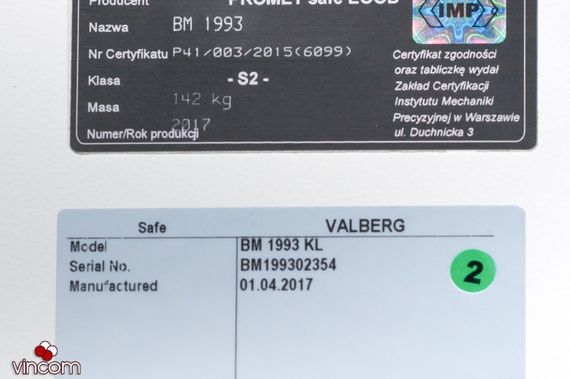 Producent PROMET safe EOOD
IMP
Nazwa BM 1993
Nr Certyfikatu P41/003/2015(6099)
Klasa - S2 -
Masa 142 kg
Numer/Rok produkcji 2017
Certyfikat zgodności
oraz tabliczkę wydał
Zakład Certyfikacji
Instytutu Mechaniki
Precyzyjnej w Warszawie
ul. Duchnicka 3
Safe VALBERG
Model BM 1993 KL
Serial No. BM199302354
Manufactured 01.04.2017
2
vincom